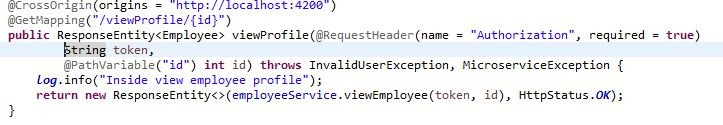 @CrossOrigin(origins = "http://localhost:4200")
@GetMapping("/viewProfile/{id}")
public ResponseEntity<Employee> viewProfile(@RequestHeader(name = "Authorization", required = true)
String token,
@PathVariable("id") int id) throws InvalidUserException, MicroserviceException {
log.info("Inside view employee profile");
return new ResponseEntity<>(employeeService.viewEmployee(token, id), HttpStatus.OK);
}